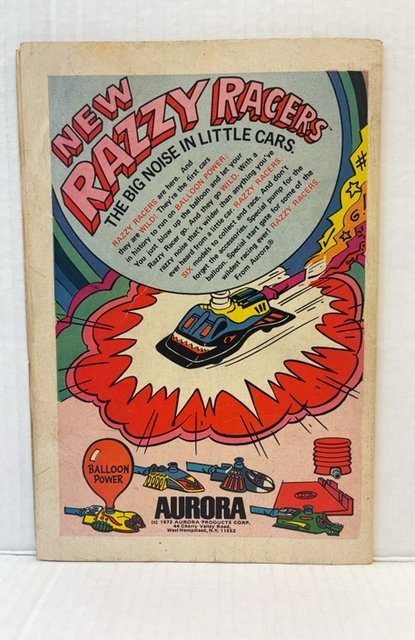 NEW
RAZZY RACERS™
THE BIG NOISE IN LITTLE CARS
RAZZY RACERS are here. And
they are WILD! They're the first cars
in history to run on BALLOON POWER.
You just blow up the balloon and let your
Razzy Racer go. And they go WILD. With a
razzy noise that's wilder than anything you've
ever heard from a little car. RAZZY RACERS.
SIX models to collect and race. And don't
forget the accessories. Special pump for the
balloon. Special start gate for some of the
wildest racing ever. RAZZY RACERS
From Aurora.®
BALLOON
POWER
AURORA
(c) 1972 AURORA PRODUCTS CORP.
44 Cherry Valley Road,
West Hempstead, N.Y. 11552